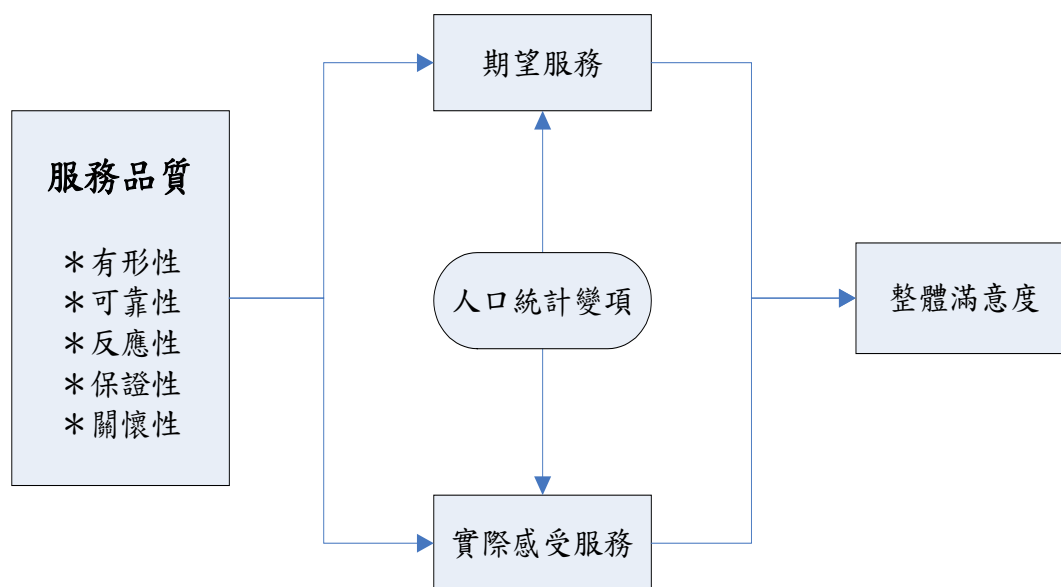 期望服務
服務品質
＊有形性
＊可靠性
＊反應性
＊保證性
＊關懷性
人口統計變項
整體滿意度
實際感受服務